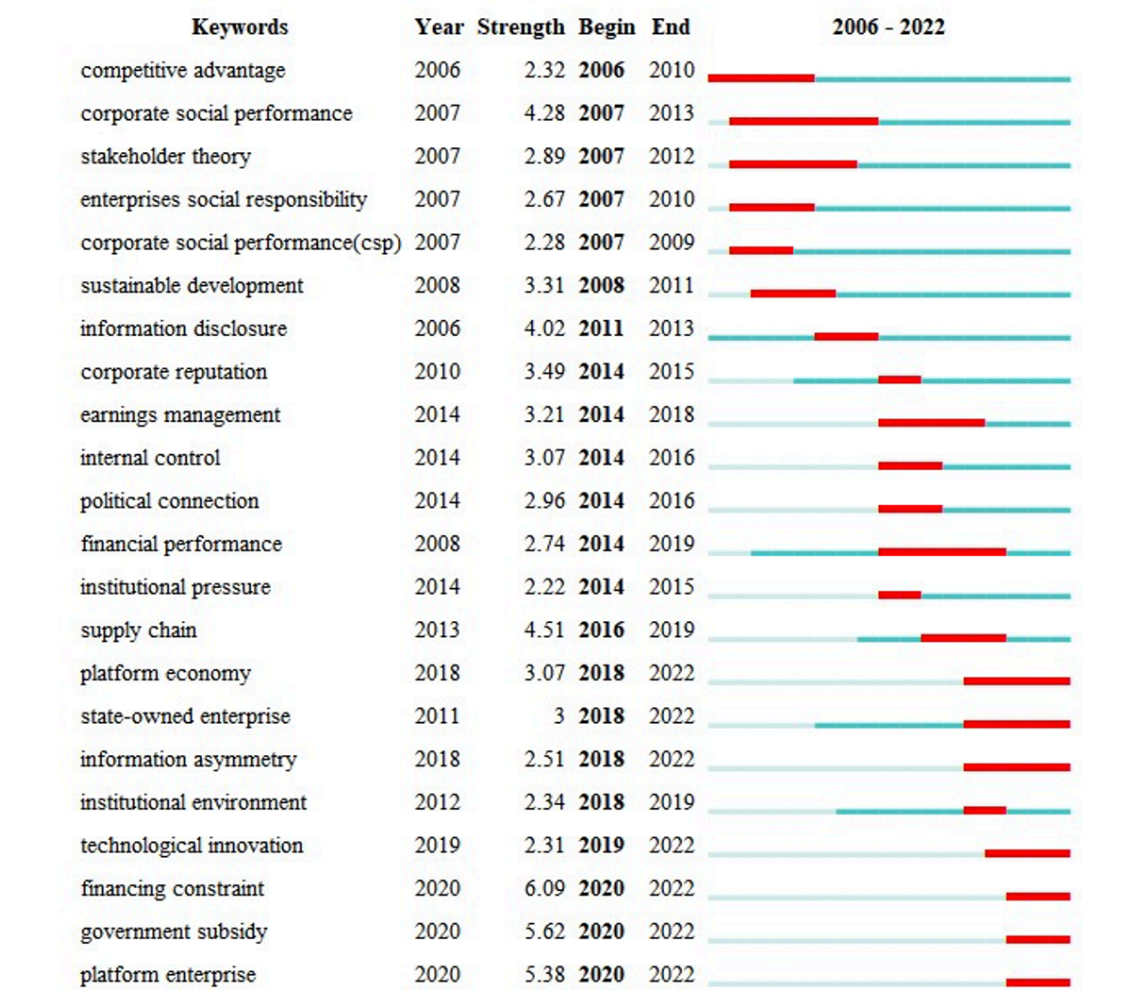 Keywords Year Strength Begin End 2006 - 2022
competitive advantage 2006 2.32 2006 2010
corporate social performance 2007 4.28 2007 2013
stakeholder theory 2007 2.89 2007 2012
enterprises social responsibility 2007 2.67 2007 2010
corporate social performance(csp) 2007 2.28 2007 2009
sustainable development 2008 3.31 2008 2011
information disclosure 2006 4.02 2011 2013
corporate reputation 2010 3.49 2014 2015
earnings management 2014 3.21 2014 2018
internal control 2014 3.07 2014 2016
political connection 2014 2.96 2014 2016
financial performance 2008 2.74 2014 2019
institutional pressure 2014 2.22 2014 2015
supply chain 2013 4.51 2016 2019
platform economy 2018 3.07 2018 2022
state-owned enterprise 2011 3 2018 2022
information asymmetry 2018 2.51 2018 2022
institutional environment 2012 2.34 2018 2019
technological innovation 2019 2.31 2019 2022
financing constraint 2020 6.09 2020 2022
government subsidy 2020 5.62 2020 2022
platform enterprise 2020 5.38 2020 2022